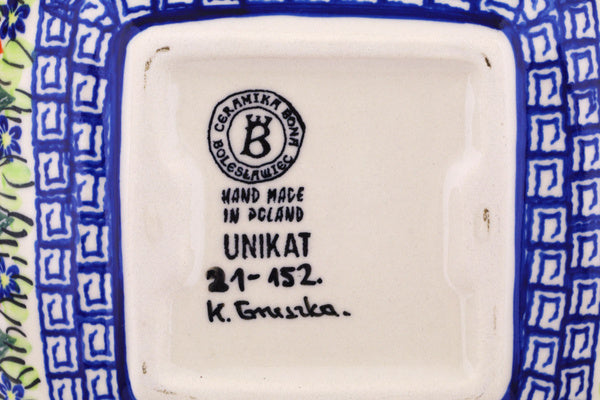 CERAMIKA BONA
B
BOLESŁAWIEC
HAND MADE
IN POLAND
UNIKAT
21-152.
K. Gruszka.